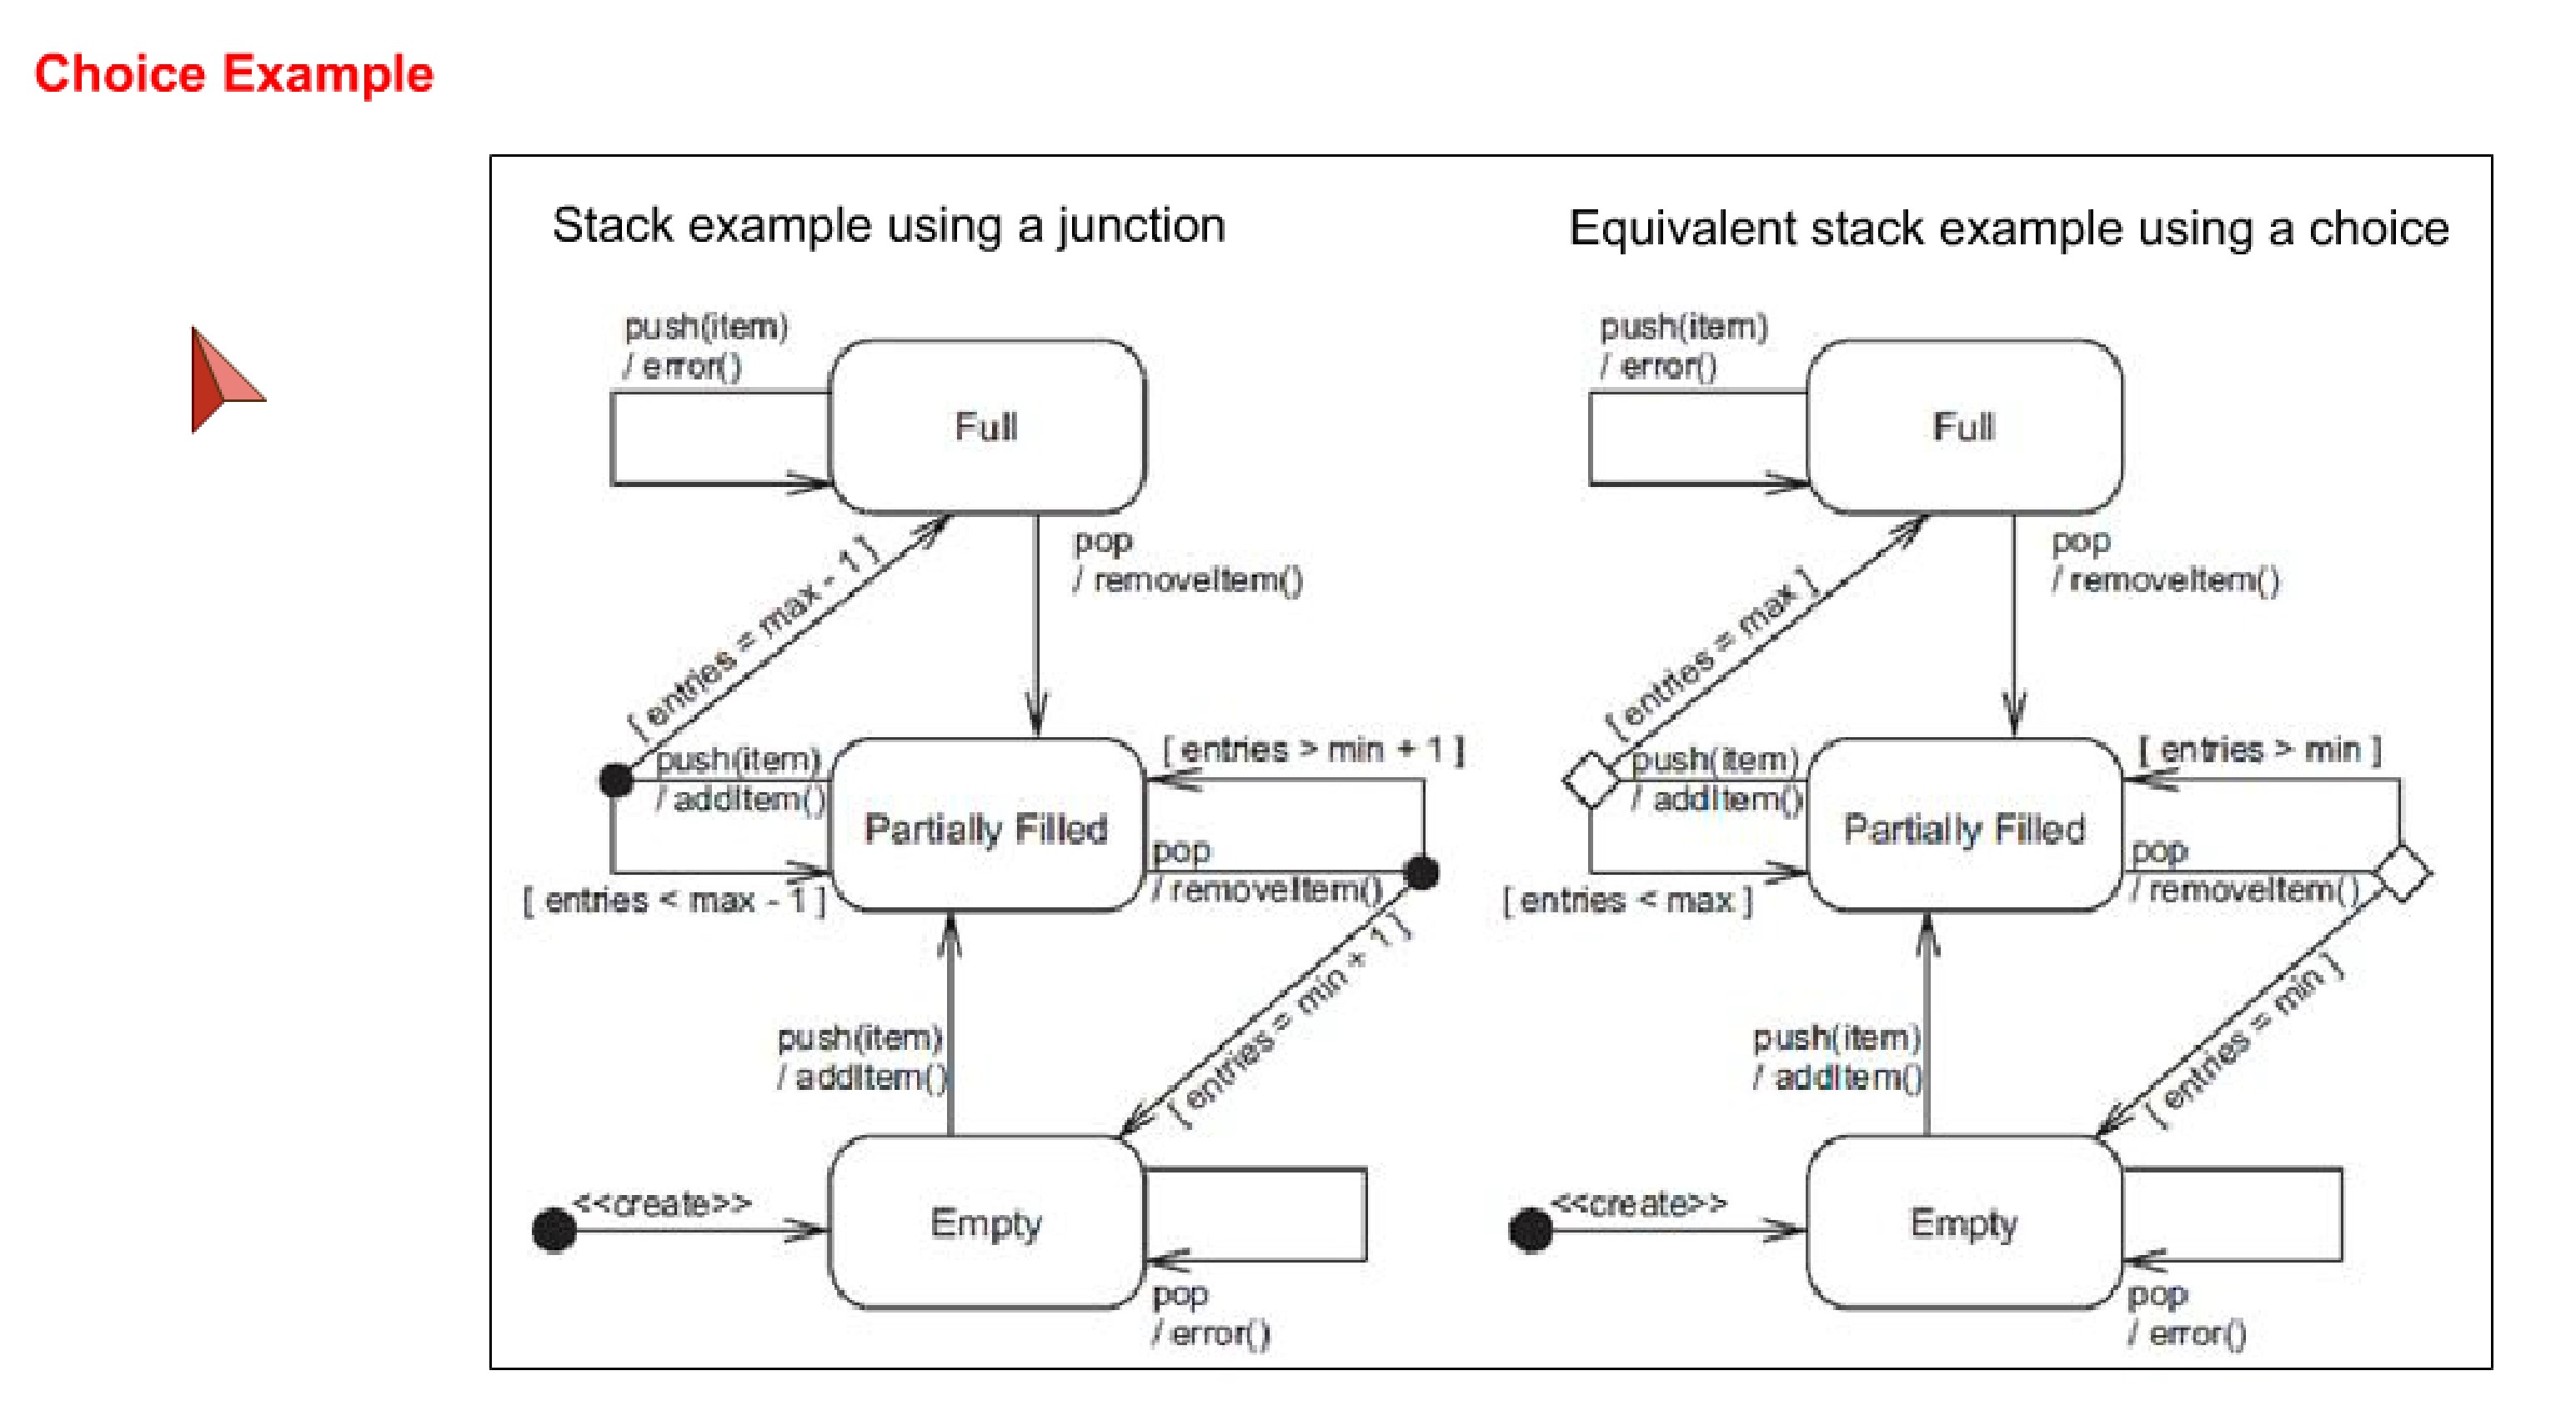 Choice Example
Stack example using a junction
push(item)
/ error()
Full
pop
/ removeItem()
[ entries = max - 1 ]
push(item)
/ addItem()
[ entries < max - 1 ]
Partially Filled
[ entries > min + 1 ]
pop
/ removeItem()
[ entries = min + 1 ]
push(item)
/ addItem()
<<create>>
Empty
pop
/ error()
Equivalent stack example using a choice
push(item)
/ error()
Full
pop
/ removeItem()
[ entries = max ]
push(item)
/ addItem()
[ entries < max ]
Partially Filled
[ entries > min ]
pop
/ removeItem()
[ entries = min ]
push(item)
/ addItem()
<<create>>
Empty
pop
/ error()